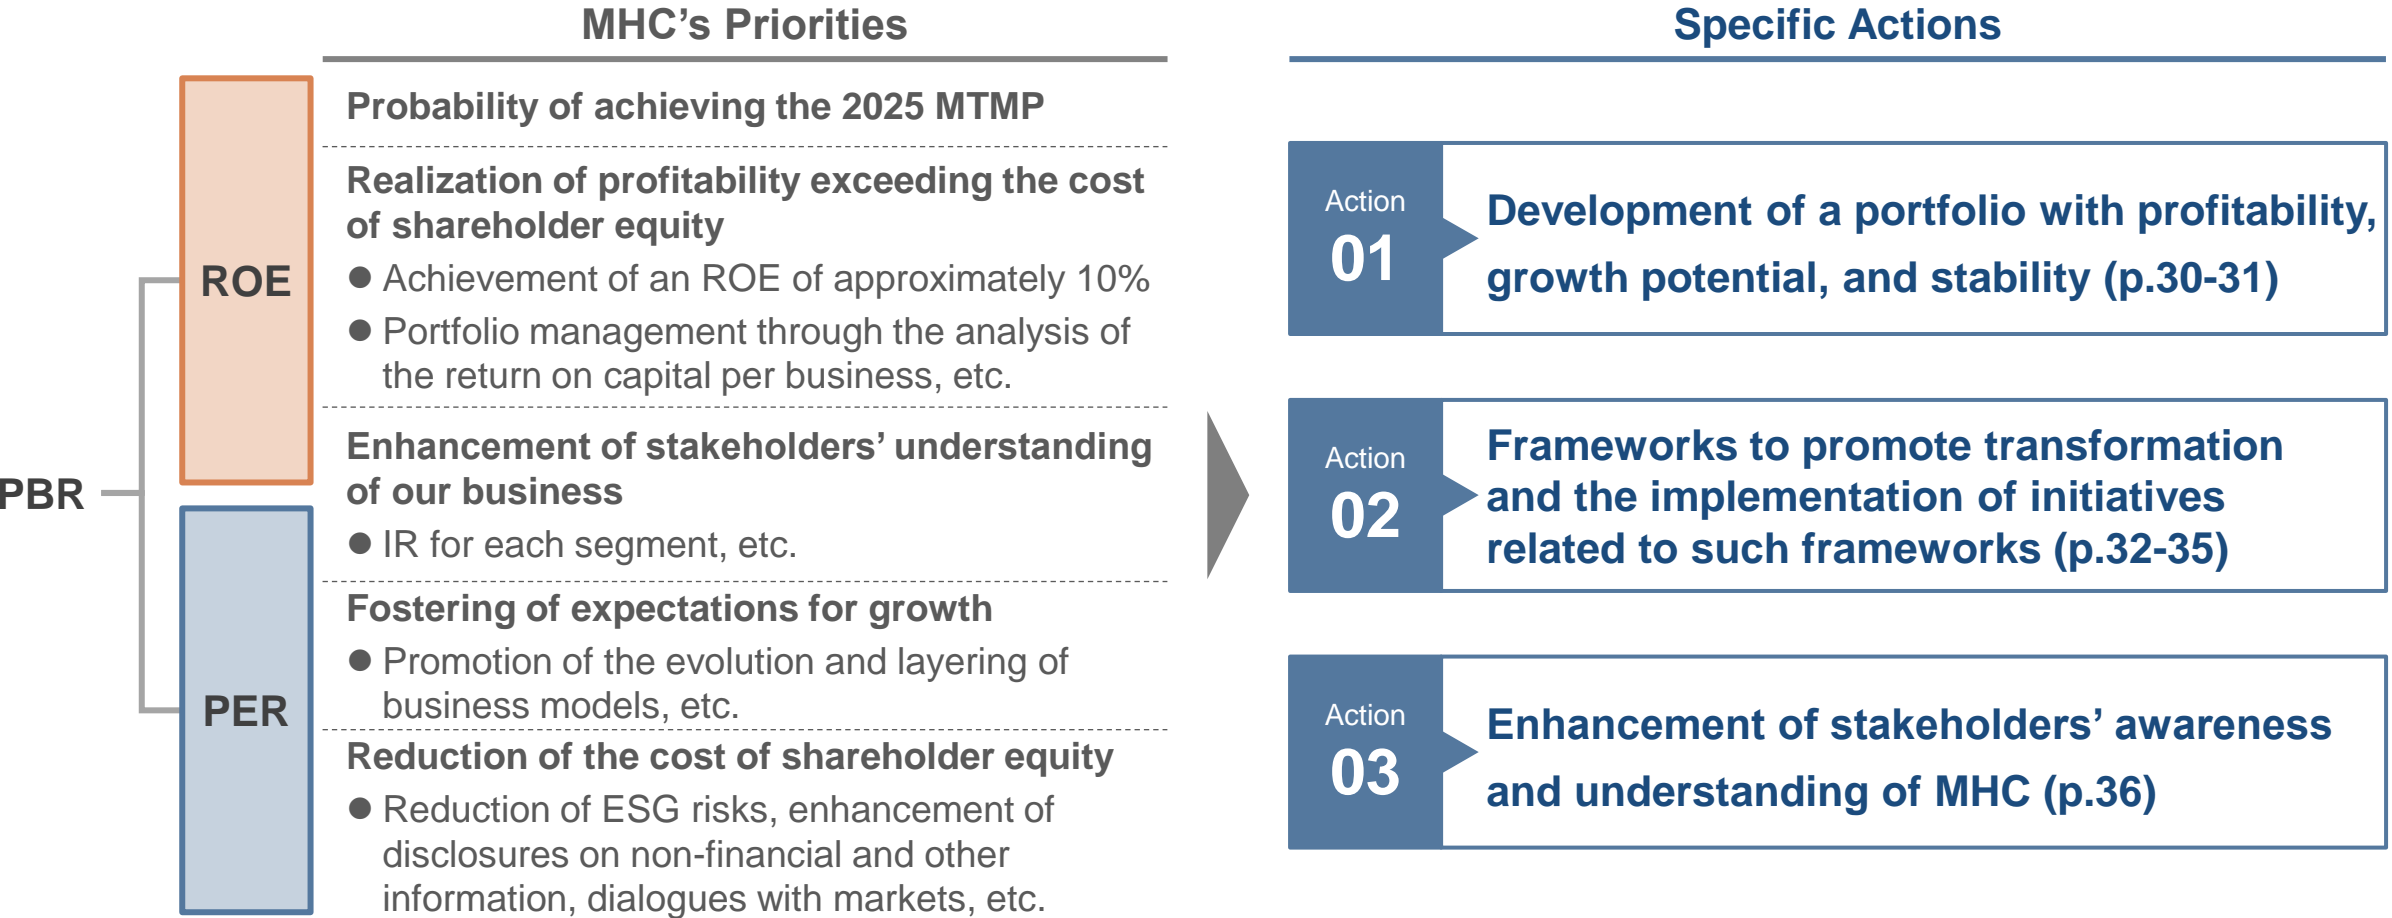 MHC’s Priorities
Specific Actions
PBR
ROE
PER
Probability of achieving the 2025 MTMP
Realization of profitability exceeding the cost
of shareholder equity
● Achievement of an ROE of approximately 10%
● Portfolio management through the analysis of
the return on capital per business, etc.
Enhancement of stakeholders’ understanding
of our business
● IR for each segment, etc.
Fostering of expectations for growth
● Promotion of the evolution and layering of
business models, etc.
Reduction of the cost of shareholder equity
● Reduction of ESG risks, enhancement of
disclosures on non-financial and other
information, dialogues with markets, etc.
Action
01
Development of a portfolio with profitability,
growth potential, and stability (p.30-31)
Action
02
Frameworks to promote transformation
and the implementation of initiatives
related to such frameworks (p.32-35)
Action
03
Enhancement of stakeholders’ awareness
and understanding of MHC (p.36)